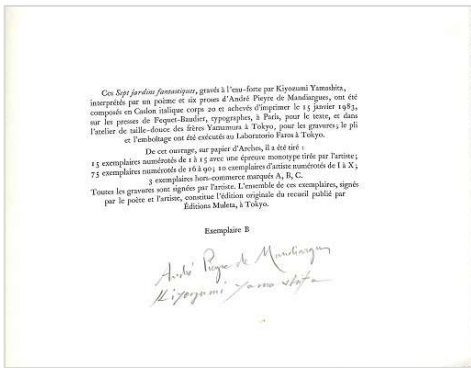 Ces Sept jardins fantastiques, gravés à l'eau-forte par Kiyozumi Yamashita,
interprétés par un poème et six proses d'André Pieyre de Mandiargues, ont été
composés en Caslon italique corps 20 et achevés d'imprimer le 15 janvier 1983,
sur les presses de Fequet-Baudier, typographes, à Paris, pour le texte, et dans
l'atelier de taille-douce des frères Yamamura à Tokyo, pour les gravures; le pli
et l'emboîtage ont été exécutés au Laboratorio Faros à Tokyo.
De cet ouvrage, sur papier d'Arches, il a été tiré :
15 exemplaires numérotés de 1 à 15 avec une épreuve monotype tirée par l'artiste;
75 exemplaires numérotés de 16 à 90; 10 exemplaires d'artiste numérotés de I à X;
3 exemplaires hors-commerce marqués A, B, C.
Toutes les gravures sont signées par l'artiste. L'ensemble de ces exemplaires, signés
par le poète et l'artiste, constitue l'édition originale du recueil publié par
Éditions Muleta, à Tokyo.
Exemplaire B
André Pieyre de Mandiargues
Kiyozumi Yamashita